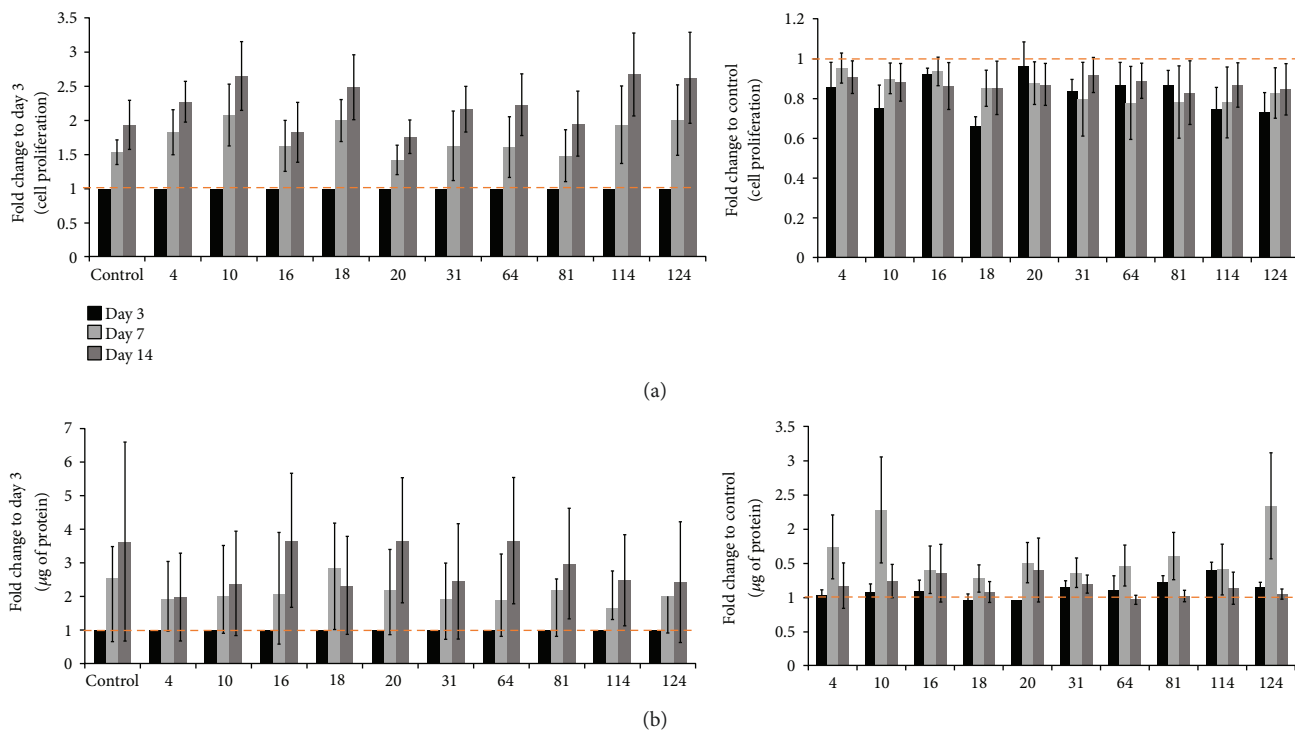 Fold change to day 3
(cell proliferation)
3.5
3
2.5
2
1.5
1
0.5
0
Control 4 10 16 18 20 31 64 81 114 124
Day 3
Day 7
Day 14
Fold change to control
(cell proliferation)
1.2
1
0.8
0.6
0.4
0.2
0
4 10 16 18 20 31 64 81 114 124
(a)
Fold change to day 3
(µg of protein)
7
6
5
4
3
2
1
0
Control 4 10 16 18 20 31 64 81 114 124
Fold change to control
(µg of protein)
3.5
3
2.5
2
0.5
1
0.5
0
4 10 16 18 20 31 64 81 114 124
(b)